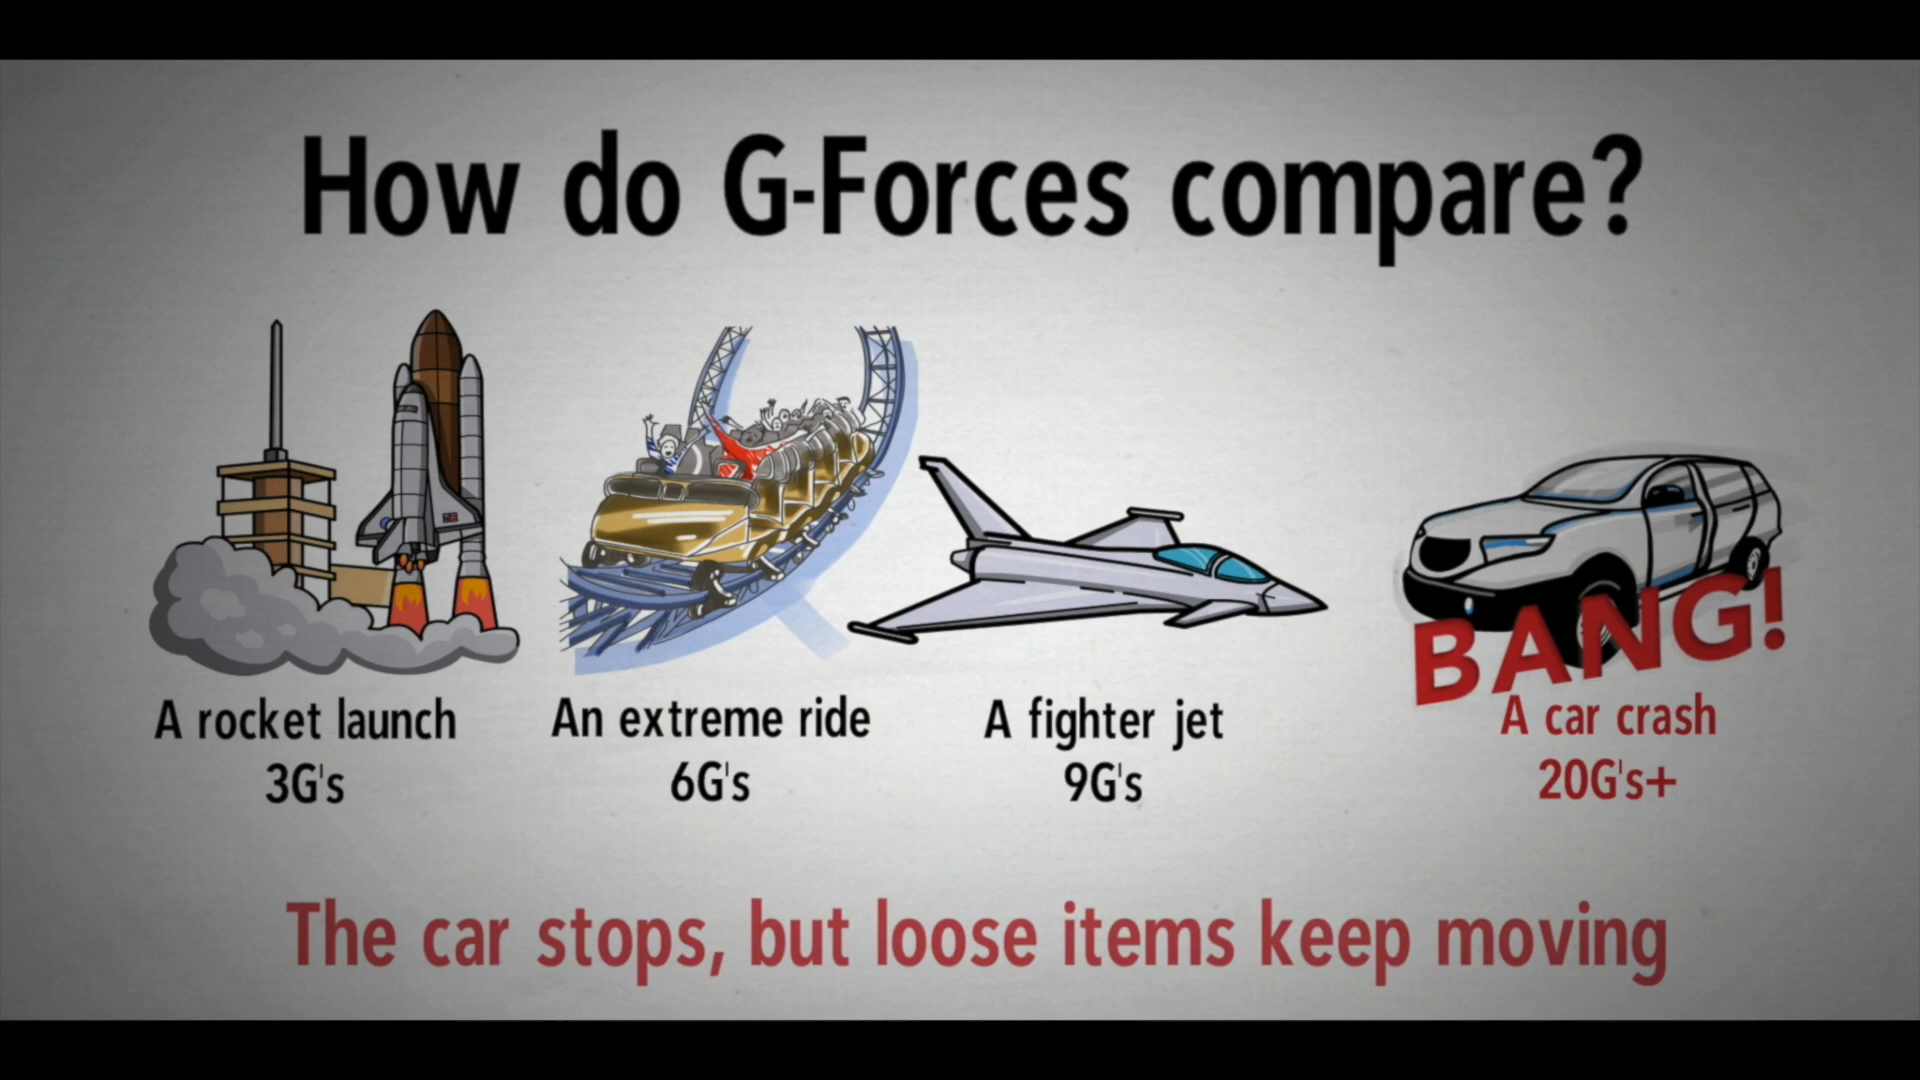 How do G-Forces compare?
BANG!
A rocket launch
3G's
An extreme ride
6G's
A fighter jet
9G's
A car crash
20G's+
The car stops, but loose items keep moving